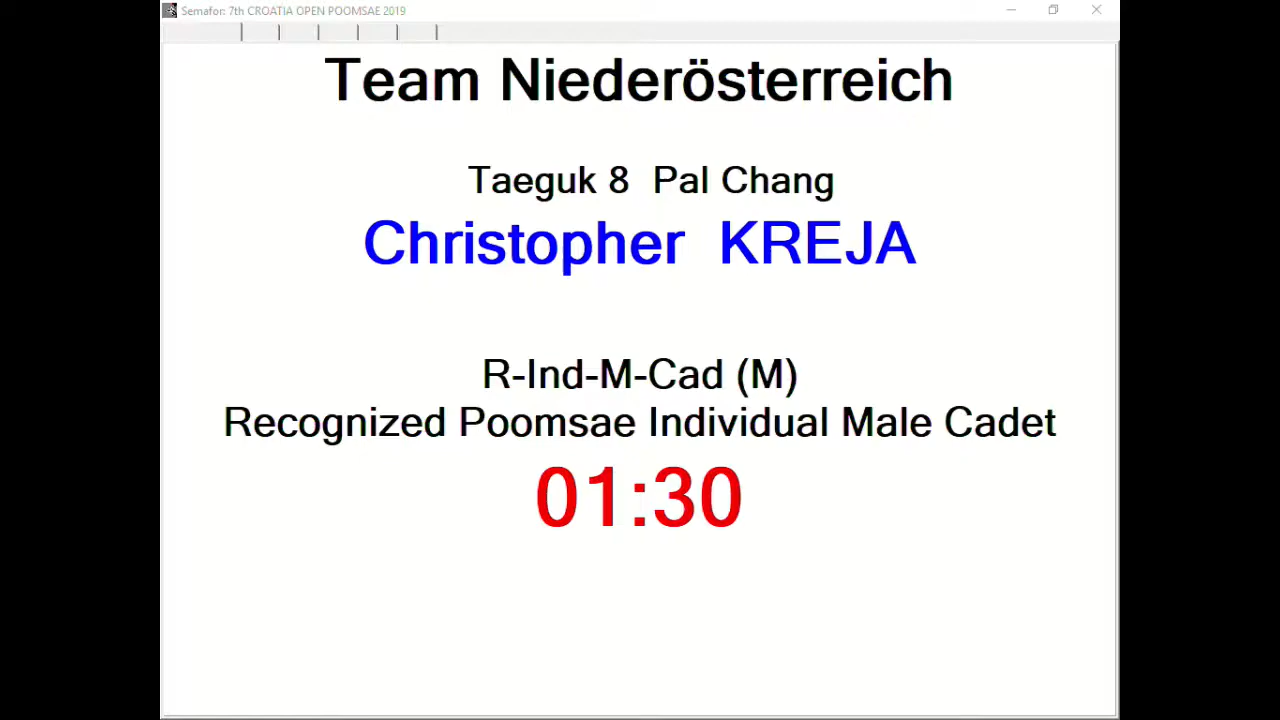 Semafor: 7th CROATIA OPEN POOMSAE 2019
Team Niederösterreich
Taeguk 8 Pal Chang
Christopher KREJA
R-Ind-M-Cad (M)
Recognized Poomsae Individual Male Cadet
01:30